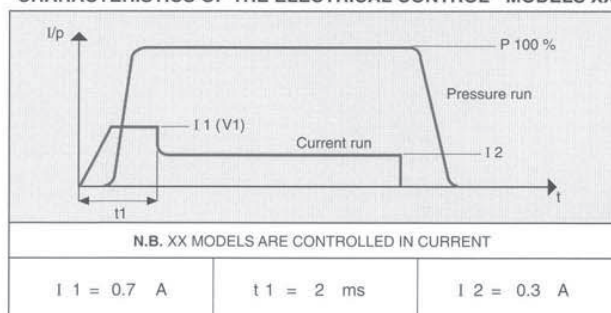 CHARACTERISTICS OF THE ELECTRICAL CONTROL - MODELS XX
I/p
P 100 %
Pressure run
I 1 (V1)
Current run
I 2
t1
t
N.B. XX MODELS ARE CONTROLLED IN CURRENT
I 1 = 0.7 A
t 1 = 2 ms
I 2 = 0.3 A